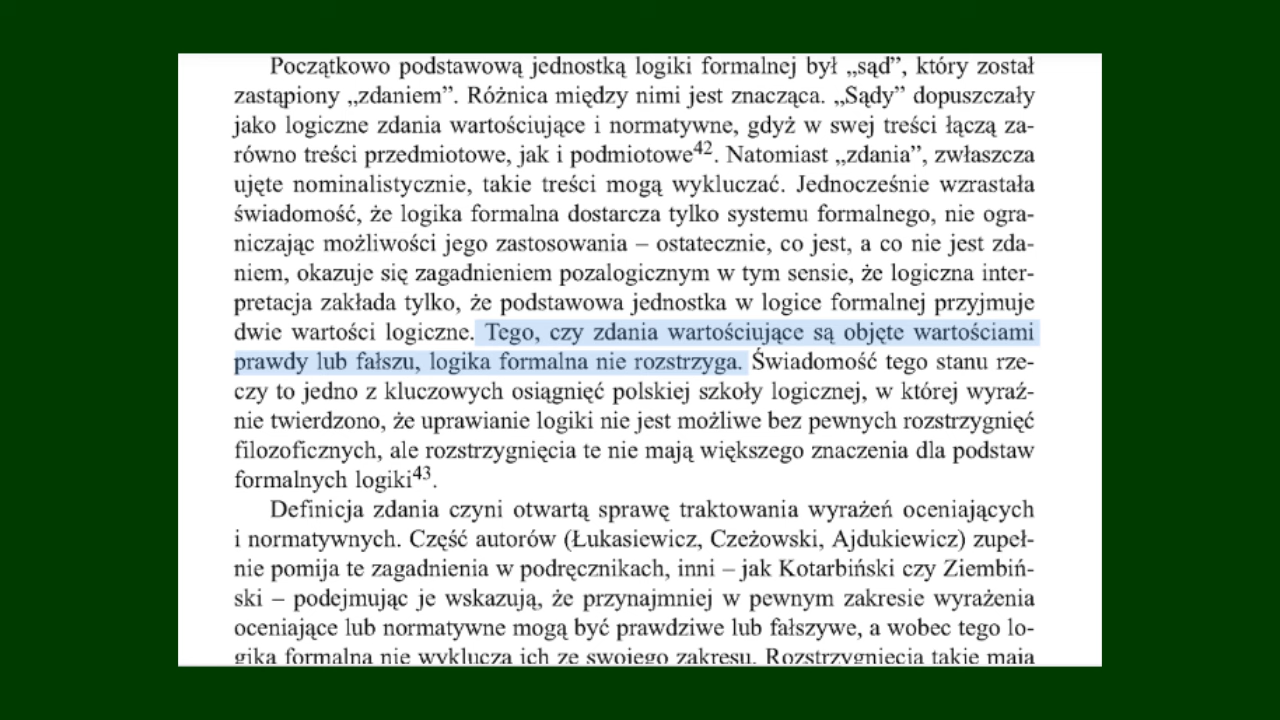 Początkowo podstawową jednostką logiki formalnej był „sąd”, który został
zastąpiony „zdaniem”. Różnica między nimi jest znacząca. „Sądy” dopuszczały
jako logiczne zdania wartościujące i normatywne, gdyż w swej treści łączą za-
równo treści przedmiotowe, jak i podmiotowe42. Natomiast „zdania”, zwłaszcza
ujęte nominalistycznie, takie treści mogą wykluczać. Jednocześnie wzrastała
świadomość, że logika formalna dostarcza tylko systemu formalnego, nie ogra-
niczając możliwości jego zastosowania – ostatecznie, co jest, a co nie jest zda-
niem, okazuje się zagadnieniem pozalogicznym w tym sensie, że logiczna inter-
pretacja zakłada tylko, że podstawowa jednostka w logice formalnej przyjmuje
dwie wartości logiczne. Tego, czy zdania wartościujące są objęte wartościami
prawdy lub fałszu, logika formalna nie rozstrzyga. Świadomość tego stanu rze-
czy to jedno z kluczowych osiągnięć polskiej szkoły logicznej, w której wyraź-
nie twierdzono, że uprawianie logiki nie jest możliwe bez pewnych rozstrzygnięć
filozoficznych, ale rozstrzygnięcia te nie mają większego znaczenia dla podstaw
formalnych logiki43.
Definicja zdania czyni otwartą sprawę traktowania wyrażeń oceniających
i normatywnych. Część autorów (Łukasiewicz, Czeżowski, Ajdukiewicz) zupeł-
nie pomija te zagadnienia w podręcznikach, inni – jak Kotarbiński czy Ziembiń-
ski – podejmując je wskazują, że przynajmniej w pewnym zakresie wyrażenia
oceniające lub normatywne mogą być prawdziwe lub fałszywe, a wobec tego lo-
gika formalna nie wyklucza ich ze swojego zakresu. Rozstrzygnięcia takie mają